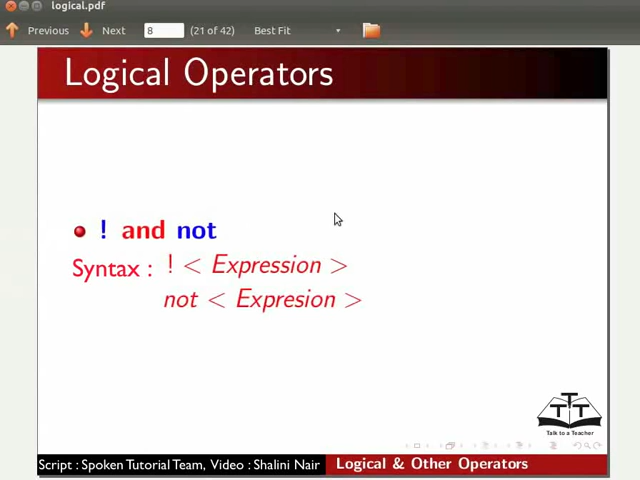 logical.pdf
Previous Next 8 (21 of 42) Best Fit
Logical Operators
! and not
Syntax : ! < Expression >
not < Expresion >
T
T T
Talk to a Teacher
Script : Spoken Tutorial Team, Video : Shalini Nair Logical & Other Operators